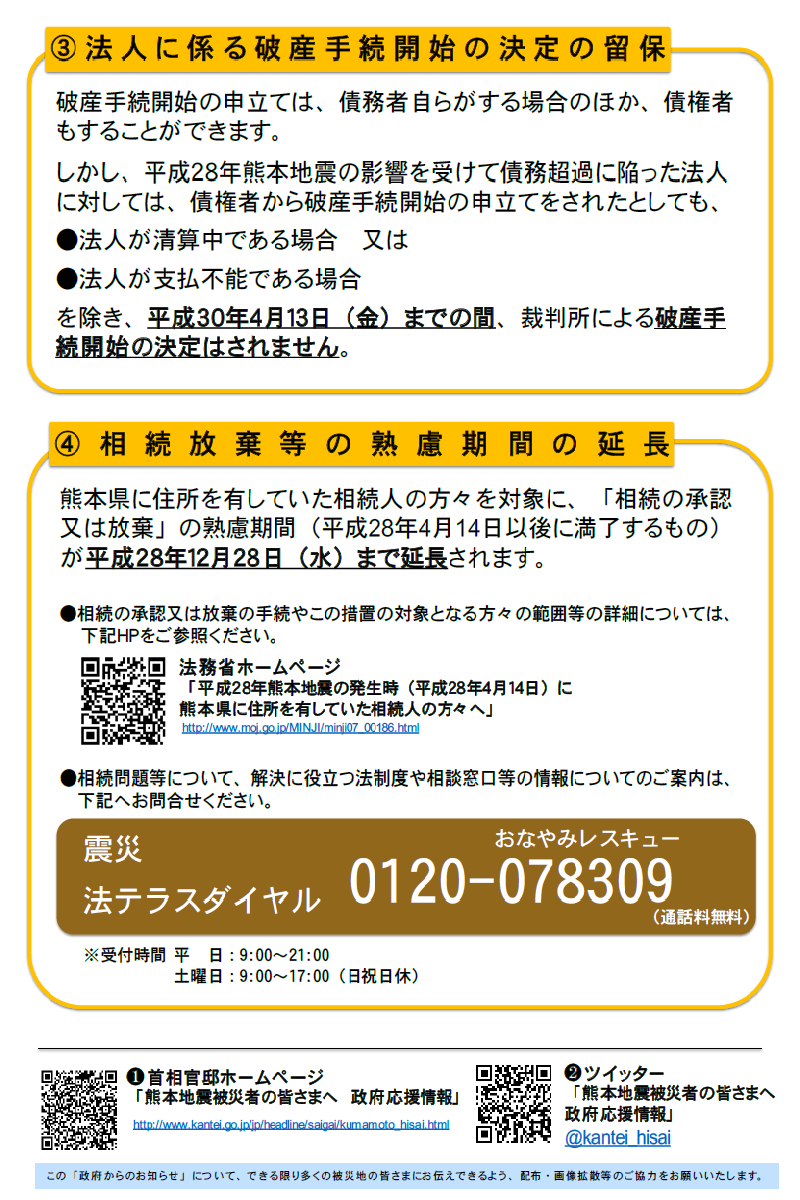 ③法人に係る破産手続開始の決定の留保
破産手続開始の申立ては、債務者自らがする場合のほか、債権者
もすることができます。
しかし、平成28年熊本地震の影響を受けて債務超過に陥った法人
に対しては、債権者から破産手続開始の申立てをされたとしても、
●法人が清算中である場合　又は
●法人が支払不能である場合
を除き、平成30年4月13日（金）までの間、裁判所による破産手
続開始の決定はされません。
④相続放棄等の熟慮期間の延長
熊本県に住所を有していた相続人の方々を対象に、「相続の承認
又は放棄」の熟慮期間（平成28年4月14日以後に満了するもの）
が平成28年12月28日（水）まで延長されます。
●相続の承認又は放棄の手続やこの措置の対象となる方々の範囲等の詳細については、
下記HPをご参照ください。
法務省ホームページ
「平成28年熊本地震の発生時（平成28年4月14日）に
熊本県に住所を有していた相続人の方々へ」
http://www.moj.go.jp/MINJI/minji07_00186.html
●相続問題等について、解決に役立つ法制度や相談窓口等の情報についてのご案内は、
下記へお問合せください。
おなやみレスキュー
震災
法テラスダイヤル
0120-078309
（通話料無料）
※受付時間 平　日：9:00～21:00
土曜日：9:00～17:00（日祝日休）
❶首相官邸ホームページ
「熊本地震被災者の皆さまへ　政府応援情報」
http://www.kantei.go.jp/jp/headline/saigai/kumamoto_hisai.html
❷ツイッター
「熊本地震被災者の皆さまへ
政府応援情報」
@kantei_hisai
この「政府からのお知らせ」について、できる限り多くの被災地の皆さまにお伝えできるよう、配布・画像拡散等のご協力をお願いいたします。